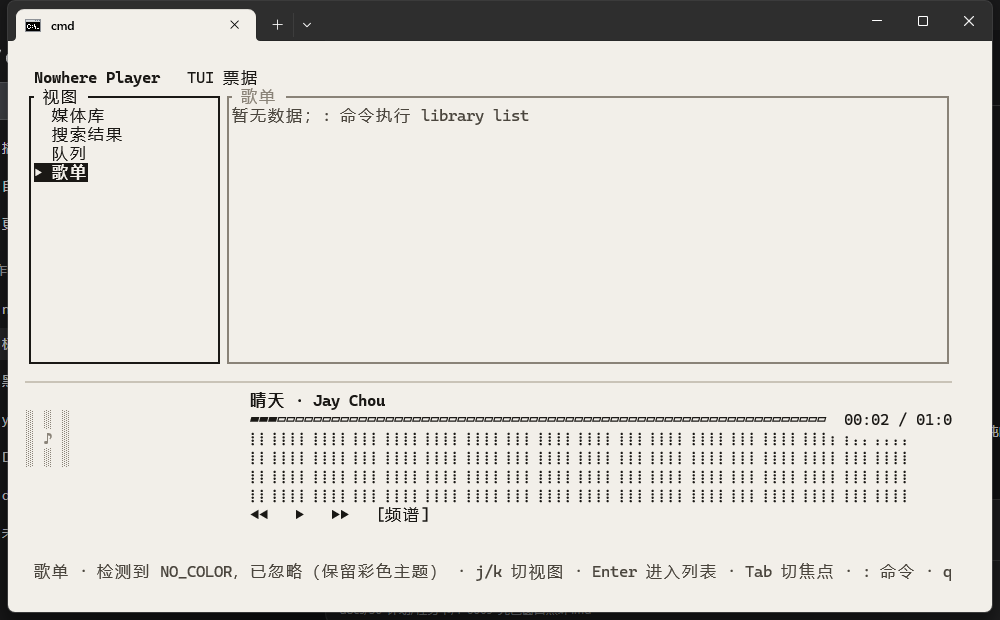 cmd
Nowhere Player TUI 票据
视图
歌单
媒体库
暂无数据; : 命令执行 library list
搜索结果
队列
▸ 歌单
晴天 · Jay Chou
00:02 / 01:0
♪
[频谱]
歌单 · 检测到 NO_COLOR, 已忽略 (保留彩色主题) · j/k 切视图 · Enter 进入列表 · Tab 切焦点 · : 命令 · q